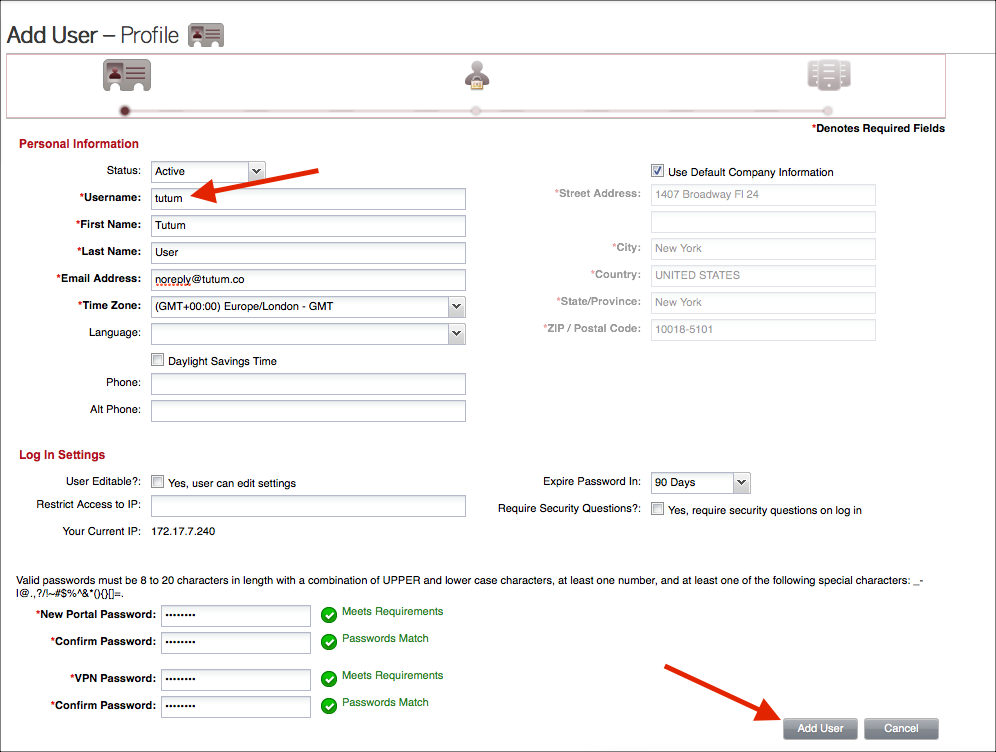 Add User – Profile
*Denotes Required Fields
Personal Information
Status: Active
*Username: tutum
*First Name: Tutum
*Last Name: User
*Email Address: noreply@tutum.co
*Time Zone: (GMT+00:00) Europe/London - GMT
Language:
Daylight Savings Time
Phone:
Alt Phone:
Use Default Company Information
*Street Address: 1407 Broadway Fl 24
*City: New York
*Country: UNITED STATES
*State/Province: New York
*ZIP / Postal Code: 10018-5101
Log In Settings
User Editable?: Yes, user can edit settings
Restrict Access to IP:
Your Current IP: 172.17.7.240
Expire Password In: 90 Days
Require Security Questions?: Yes, require security questions on log in
Valid passwords must be 8 to 20 characters in length with a combination of UPPER and lower case characters, at least one number, and at least one of the following special characters: _-
|@.,?/!~#$%^&*(){}[]=.
*New Portal Password: •••••••• Meets Requirements
*Confirm Password: •••••••• Passwords Match
*VPN Password: •••••••• Meets Requirements
*Confirm Password: •••••••• Passwords Match
Add User Cancel